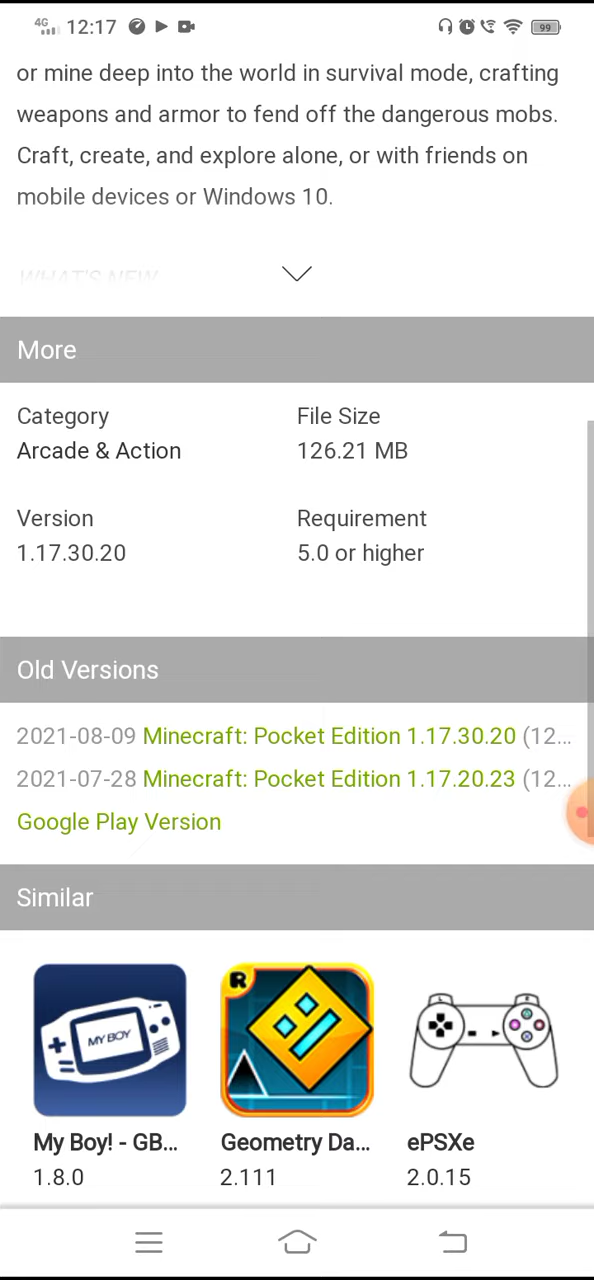 4G 12:17 99
or mine deep into the world in survival mode, crafting
weapons and armor to fend off the dangerous mobs.
Craft, create, and explore alone, or with friends on
mobile devices or Windows 10.
WHAT'S NEW
More
Category
Arcade & Action
File Size
126.21 MB
Version
1.17.30.20
Requirement
5.0 or higher
Old Versions
2021-08-09 Minecraft: Pocket Edition 1.17.30.20 (12...
2021-07-28 Minecraft: Pocket Edition 1.17.20.23 (12...
Google Play Version
Similar
MY BOY
R
My Boy! - GB...
1.8.0
Geometry Da...
2.111
ePSXe
2.0.15